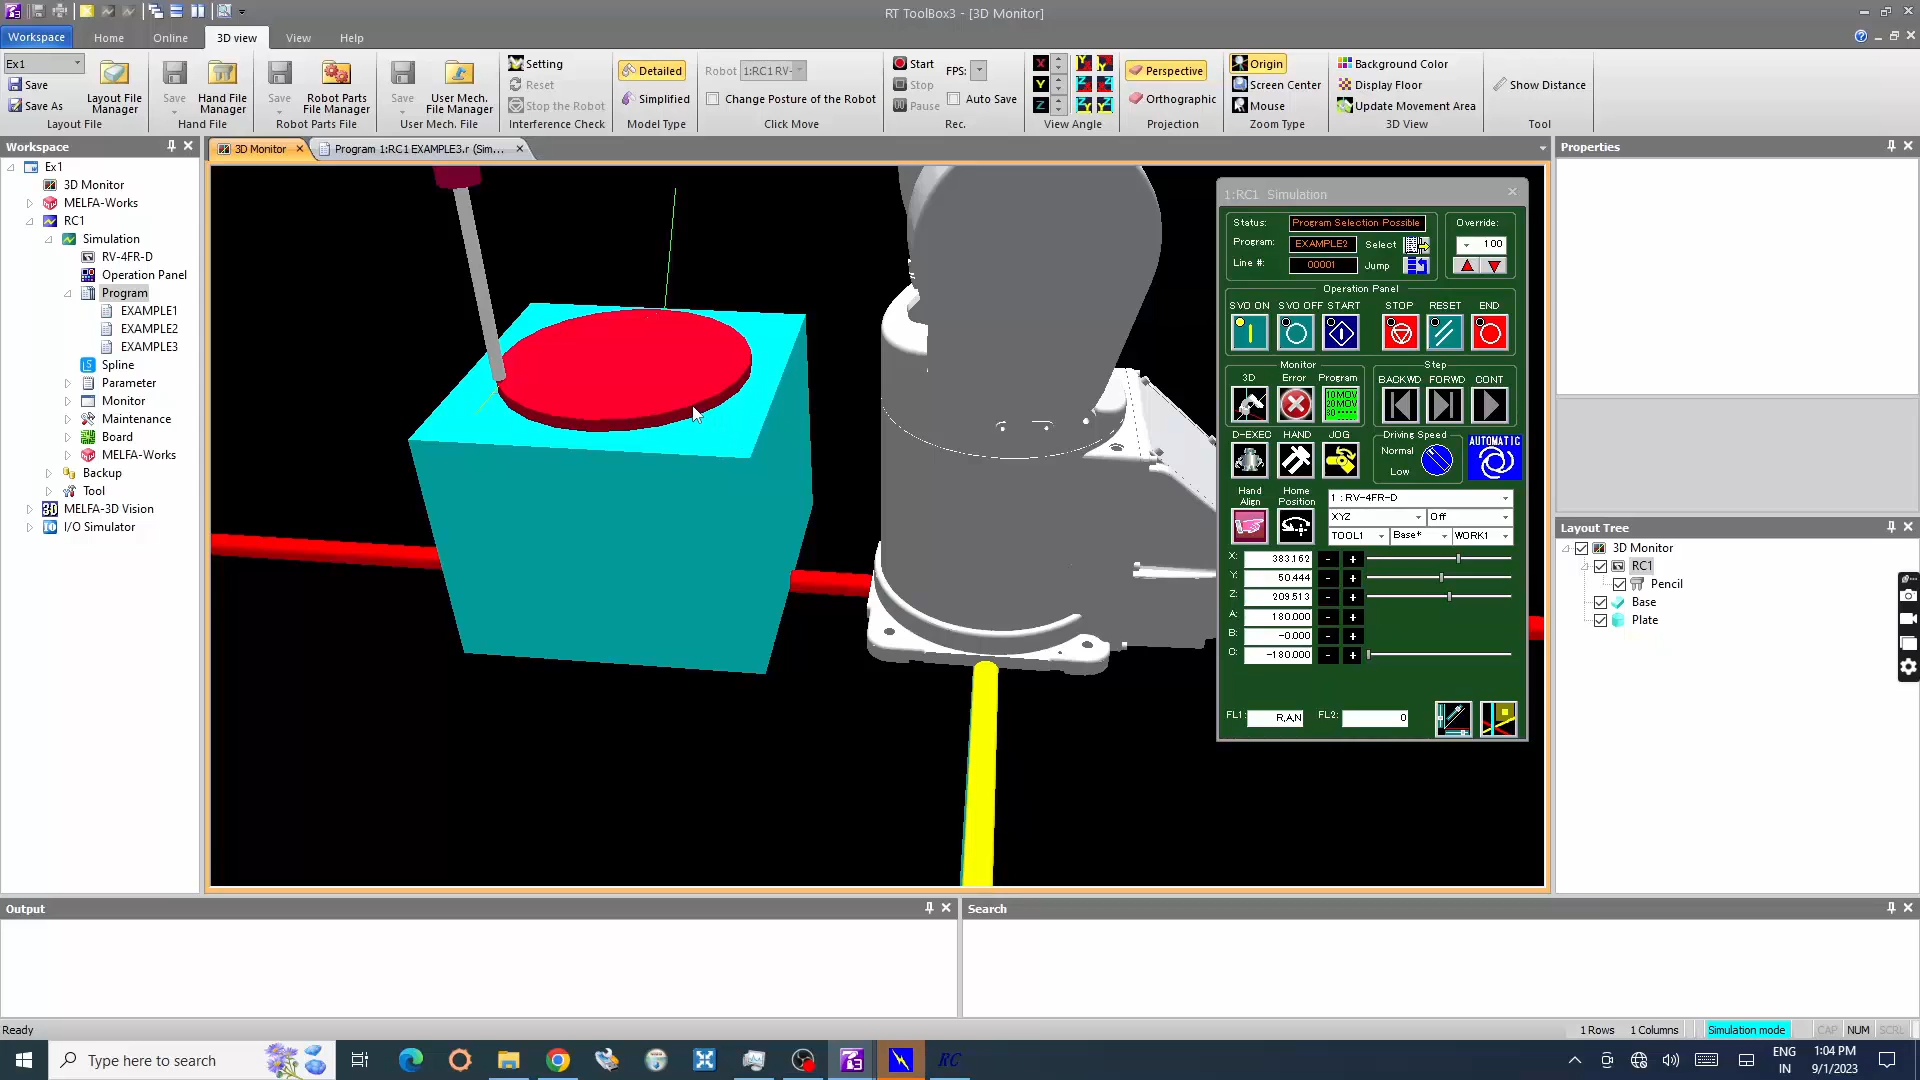 RT ToolBox3 - [3D Monitor]
Workspace Home Online 3D view View Help
Ex1
Save
Save As
Layout File Manager
Layout File
Save
Hand File Manager
Hand File
Save
Robot Parts File Manager
Robot Parts File
Save
User Mech. File Manager
User Mech. File
Setting
Reset
Stop the Robot
Interference Check
Detailed
Simplified
Model Type
Robot 1:RC1 RV-
Change Posture of the Robot
Click Move
Start FPS:
Stop Auto Save
Pause
Rec.
X
Y
Z
View Angle
Perspective
Orthographic
Projection
Origin
Screen Center
Mouse
Zoom Type
Background Color
Display Floor
Update Movement Area
3D View
Show Distance
Tool
Workspace
Ex1
3D Monitor
MELFA-Works
RC1
Simulation
RV-4FR-D
Operation Panel
Program
EXAMPLE1
EXAMPLE2
EXAMPLE3
Spline
Parameter
Monitor
Maintenance
Board
MELFA-Works
Backup
Tool
MELFA-3D Vision
I/O Simulator
3D Monitor
Program 1:RC1 EXAMPLE3.r (Sim...
1:RC1 Simulation
Status: Program Selection Possible
Program: EXAMPLE2 Select
Line #: 00001 Jump
Override:
100
Operation Panel
SVO ON SVO OFF START STOP RESET END
Monitor
3D Error Program
10MOV
20MOV
Step
BACKWD FORWD CONT
D-EXEC HAND JOG
Driving Speed
Normal
Low
AUTOMATIC
Hand Align
Home Position
1 : RV-4FR-D
XYZ Off
TOOL1 Base* WORK1
X: 383.162 - +
Y: 50.444 - +
Z: 209.513 - +
A: 180.000 - +
B: -0.000 - +
C: -180.000 - +
FL1: R,A,N FL2: 0
Properties
Layout Tree
3D Monitor
RC1
Pencil
Base
Plate
Output
Search
Ready
1 Rows 1 Columns Simulation mode CAP NUM SCRL
Type here to search
RC
ENG
IN
1:04 PM
9/1/2023